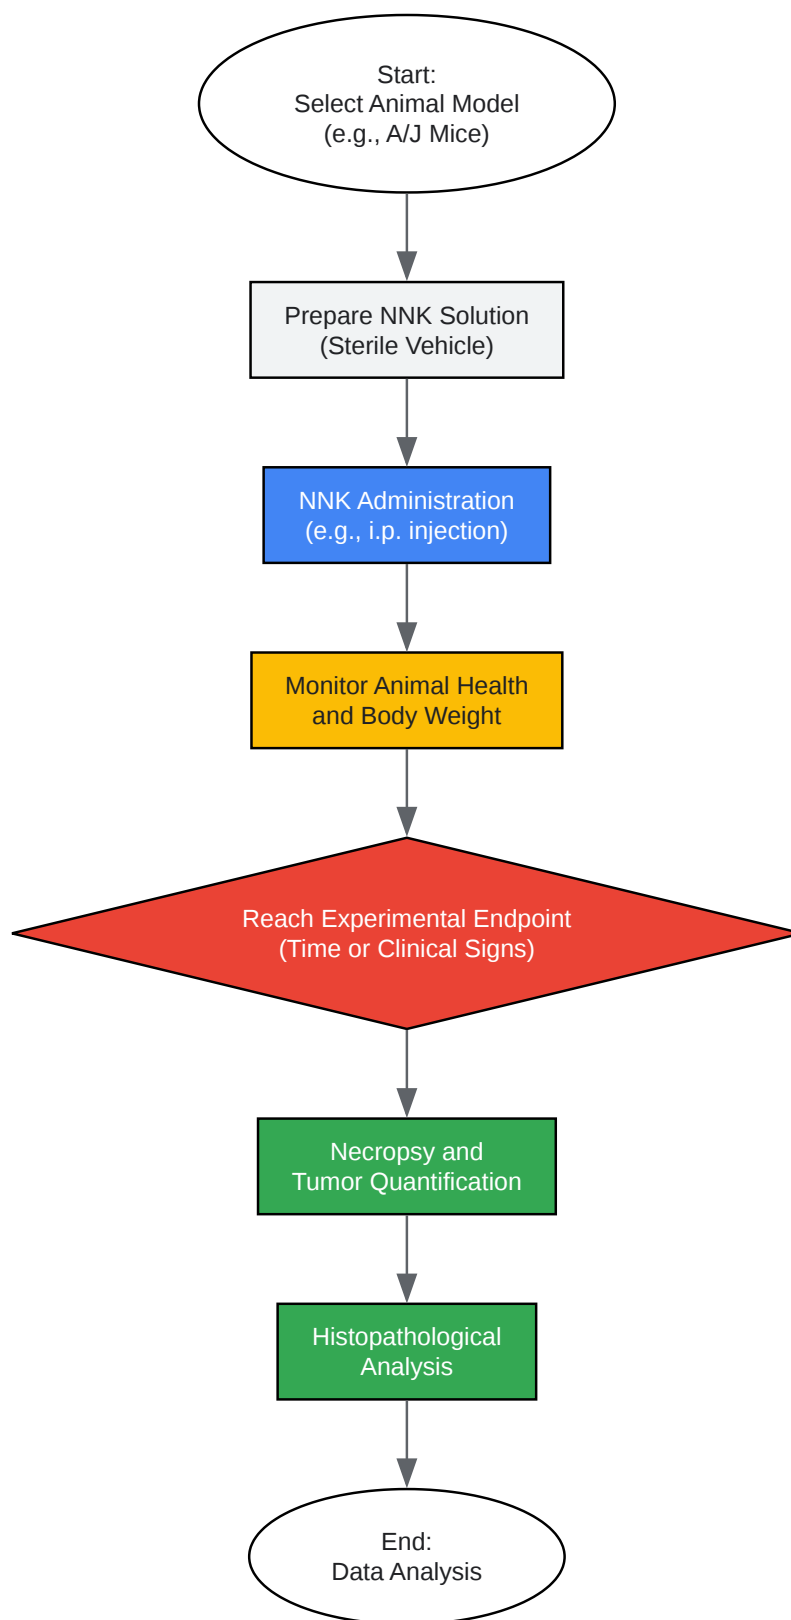 Start:
Select Animal Model
(e.g., A/J Mice)
Prepare NNK Solution
(Sterile Vehicle)
NNK Administration
(e.g., i.p. injection)
Monitor Animal Health
and Body Weight
Reach Experimental Endpoint
(Time or Clinical Signs)
Necropsy and
Tumor Quantification
Histopathological
Analysis
End:
Data Analysis